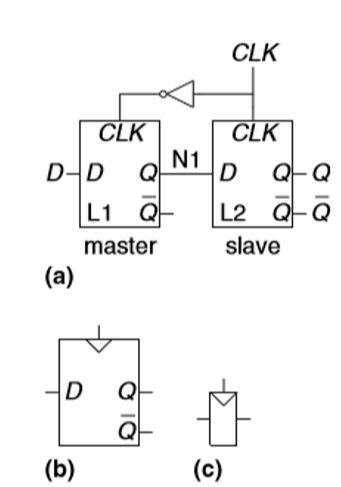 CLK
CLK CLK
D D Q N1 D Q Q
L1 Q̅ L2 Q̅ Q̅
master slave
(a)
D Q
Q̅
(b) (c)